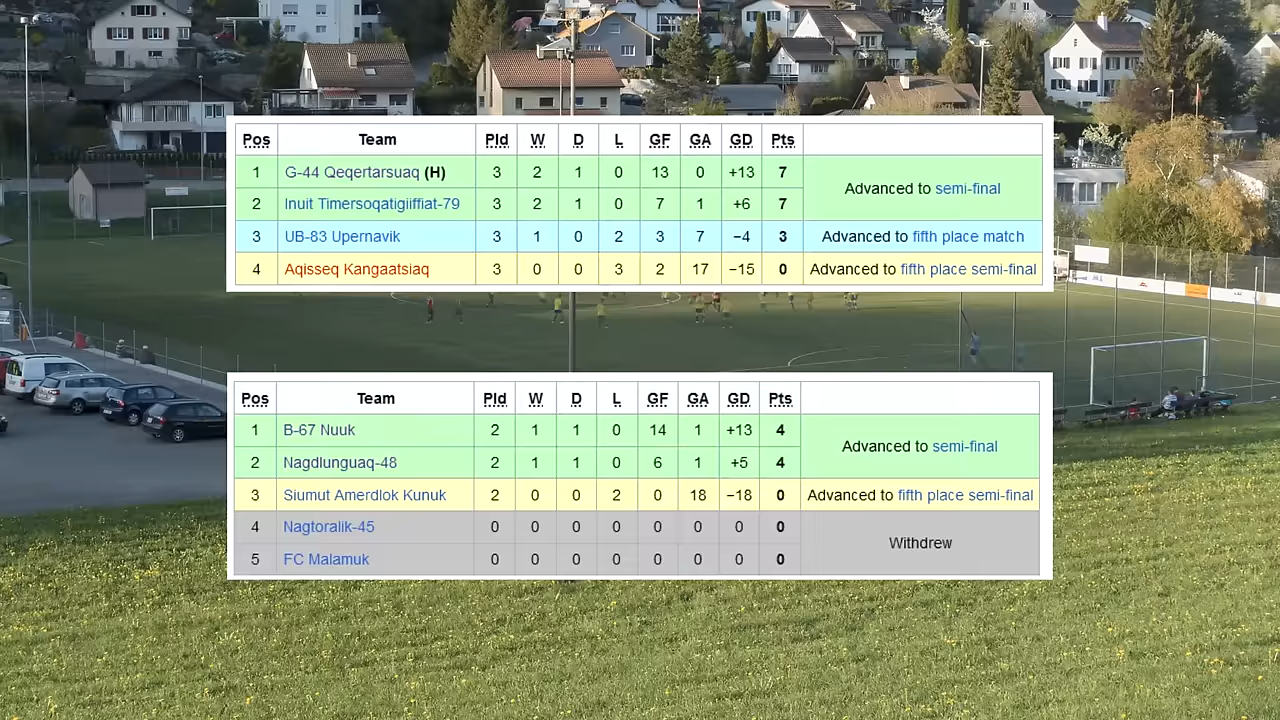 Pos Team Pld W D L GF GA GD Pts
1 G-44 Qeqertarsuaq (H) 3 2 1 0 13 0 +13 7
Advanced to semi-final
2 Inuit Timersoqatigiiffiat-79 3 2 1 0 7 1 +6 7
3 UB-83 Upernavik 3 1 0 2 3 7 −4 3 Advanced to fifth place match
4 Aqisseq Kangaatsiaq 3 0 0 3 2 17 −15 0 Advanced to fifth place semi-final
Pos Team Pld W D L GF GA GD Pts
1 B-67 Nuuk 2 1 1 0 14 1 +13 4
Advanced to semi-final
2 Nagdlunguaq-48 2 1 1 0 6 1 +5 4
3 Siumut Amerdlok Kunuk 2 0 0 2 0 18 −18 0 Advanced to fifth place semi-final
4 Nagtoralik-45 0 0 0 0 0 0 0 0
Withdrew
5 FC Malamuk 0 0 0 0 0 0 0 0